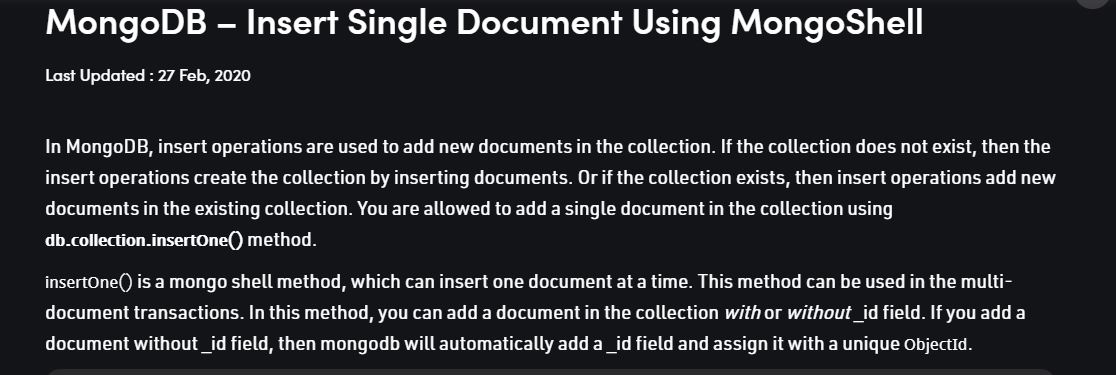 MongoDB – Insert Single Document Using MongoShell
Last Updated : 27 Feb, 2020
In MongoDB, insert operations are used to add new documents in the collection. If the collection does not exist, then the
insert operations create the collection by inserting documents. Or if the collection exists, then insert operations add new
documents in the existing collection. You are allowed to add a single document in the collection using
db.collection.insertOne() method.
insertOne() is a mongo shell method, which can insert one document at a time. This method can be used in the multi-
document transactions. In this method, you can add a document in the collection with or without _id field. If you add a
document without _id field, then mongodb will automatically add a _id field and assign it with a unique ObjectId.